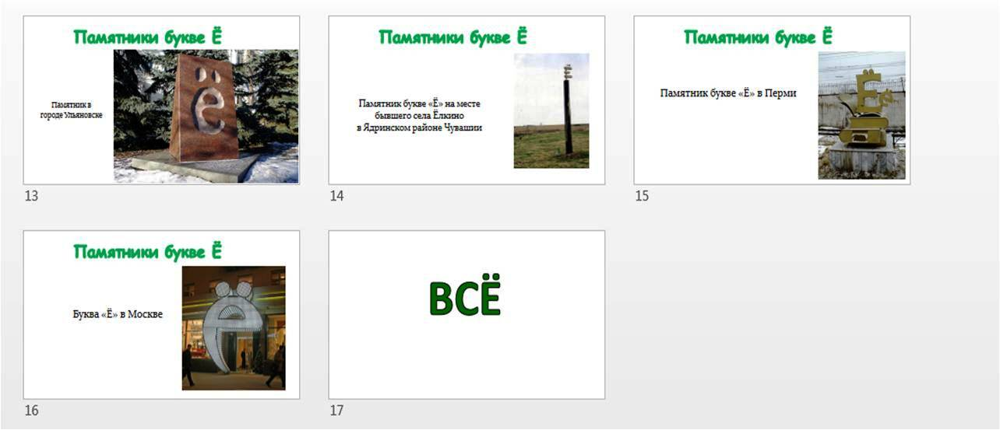 Памятники букве Ё
Памятник в
городе Ульяновске
13
Памятники букве Ё
Памятник букве «Ё» на месте
бывшего села Ёлкино
в Ядринском районе Чувашии
14
Памятники букве Ё
Памятник букве «Ё» в Перми
15
Памятники букве Ё
Буква «Ё» в Москве
16
ВСЁ
17
ё
Ё
ё